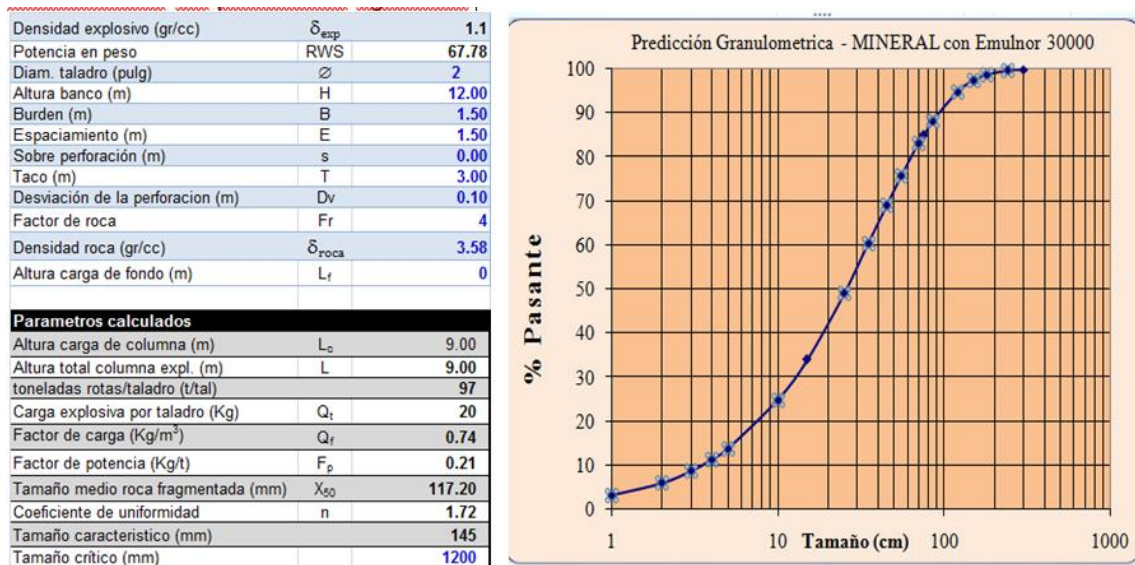 Densidad explosivo (gr/cc) δexp 1.1
Potencia en peso RWS 67.78
Diam. taladro (pulg) ∅ 2
Altura banco (m) H 12.00
Burden (m) B 1.50
Espaciamiento (m) E 1.50
Sobre perforación (m) s 0.00
Taco (m) T 3.00
Desviación de la perforacion (m) Dv 0.10
Factor de roca Fr 4
Densidad roca (gr/cc) δroca 3.58
Altura carga de fondo (m) Lf 0
Parametros calculados
Altura carga de columna (m) Lc 9.00
Altura total columna expl. (m) L 9.00
toneladas rotas/taladro (t/tal) 97
Carga explosiva por taladro (Kg) Qt 20
Factor de carga (Kg/m³) Qf 0.74
Factor de potencia (Kg/t) Fp 0.21
Tamaño medio roca fragmentada (mm) X50 117.20
Coeficiente de uniformidad n 1.72
Tamaño caracteristico (mm) 145
Tamaño crítico (mm) 1200
Predicción Granulometrica - MINERAL con Emulnor 30000
% Pasante
100
90
80
70
60
50
40
30
20
10
0
1 10 Tamaño (cm) 100 1000